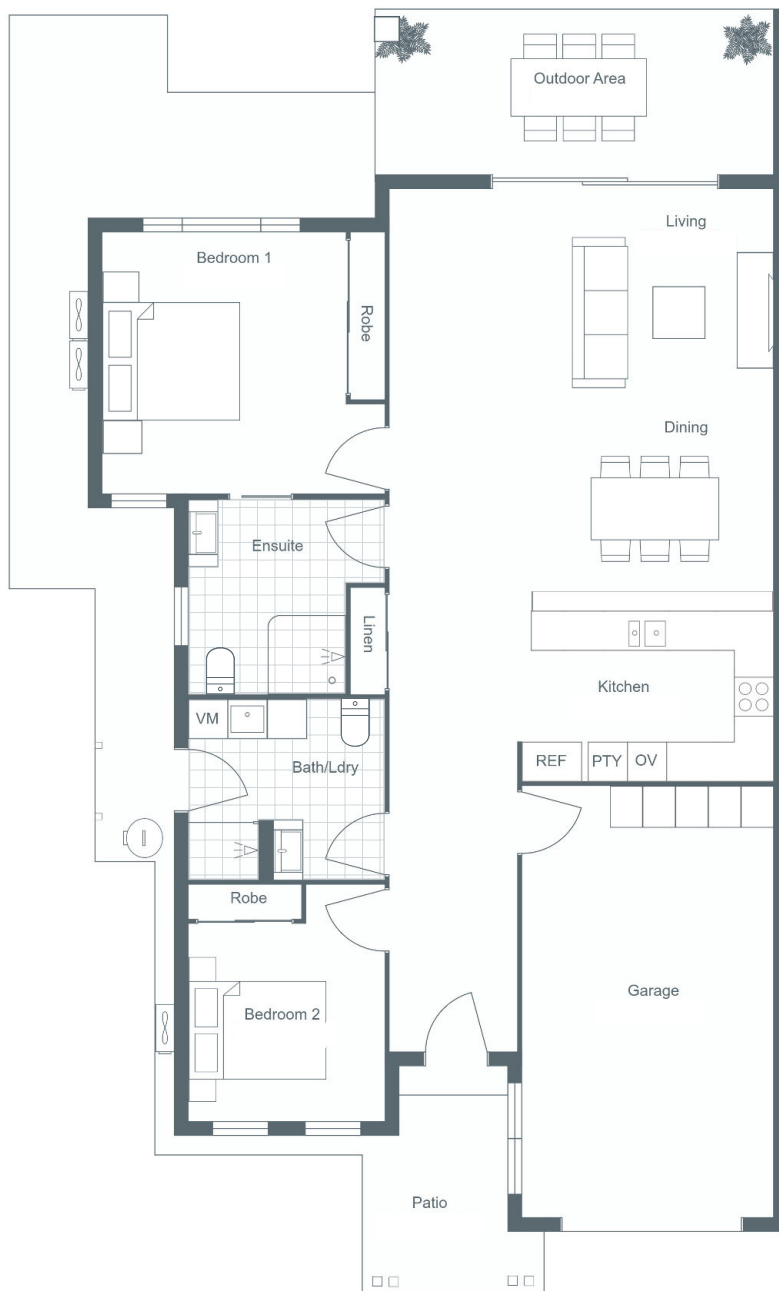 Outdoor Area
Living
Bedroom 1
Robe
Dining
Ensuite
Linen
Kitchen
VM
Bath/Ldry
REF
PTY
OV
Robe
Garage
Bedroom 2
Patio